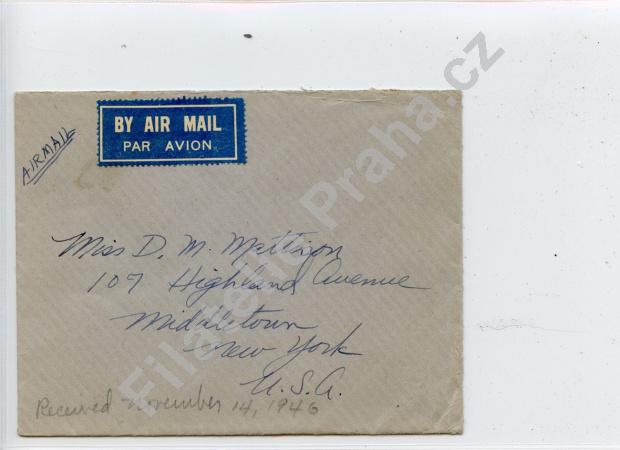 BY AIR MAIL
PAR AVION
AIRMAIL
Miss D. M. Mattison
107 Highland Avenue
Middletown
New York
U.S.A.
Received November 14, 1946
Filatelie Praha.cz